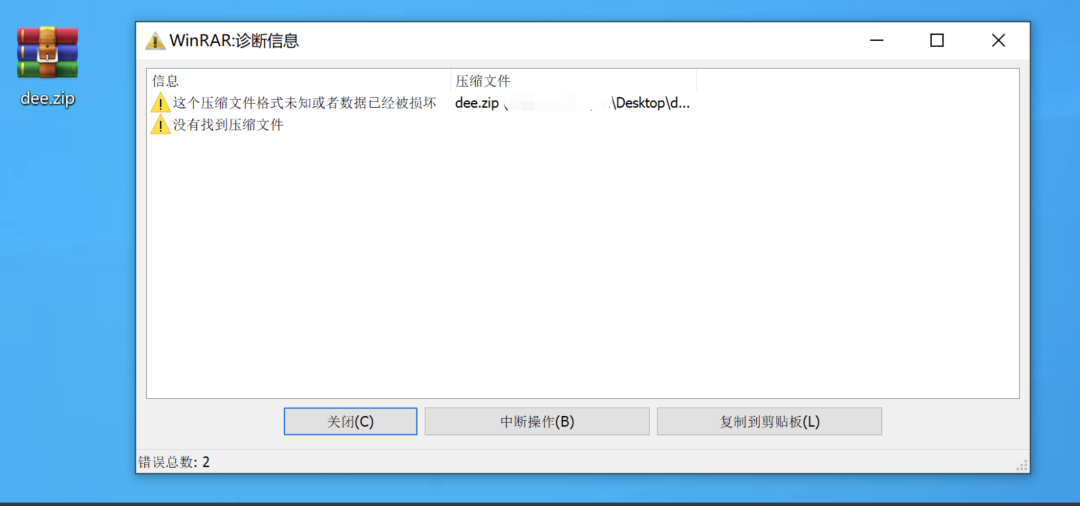 dee.zip
WinRAR:诊断信息
信息 压缩文件
这个压缩文件格式未知或者数据已经被损坏 dee.zip \Desktop\d...
没有找到压缩文件
关闭(C) 中断操作(B) 复制到剪贴板(L)
错误总数: 2